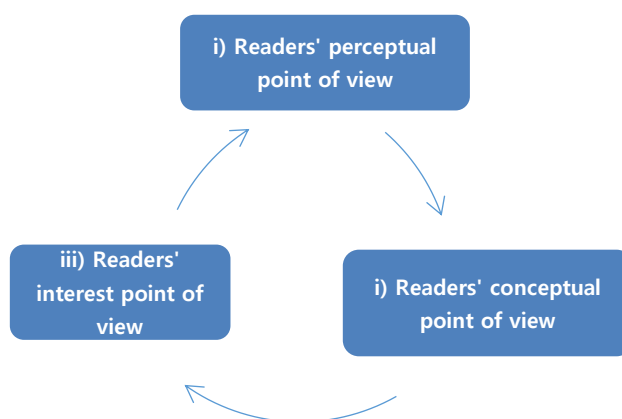 i) Readers' perceptual
point of view
i) Readers' conceptual
point of view
iii) Readers'
interest point of
view